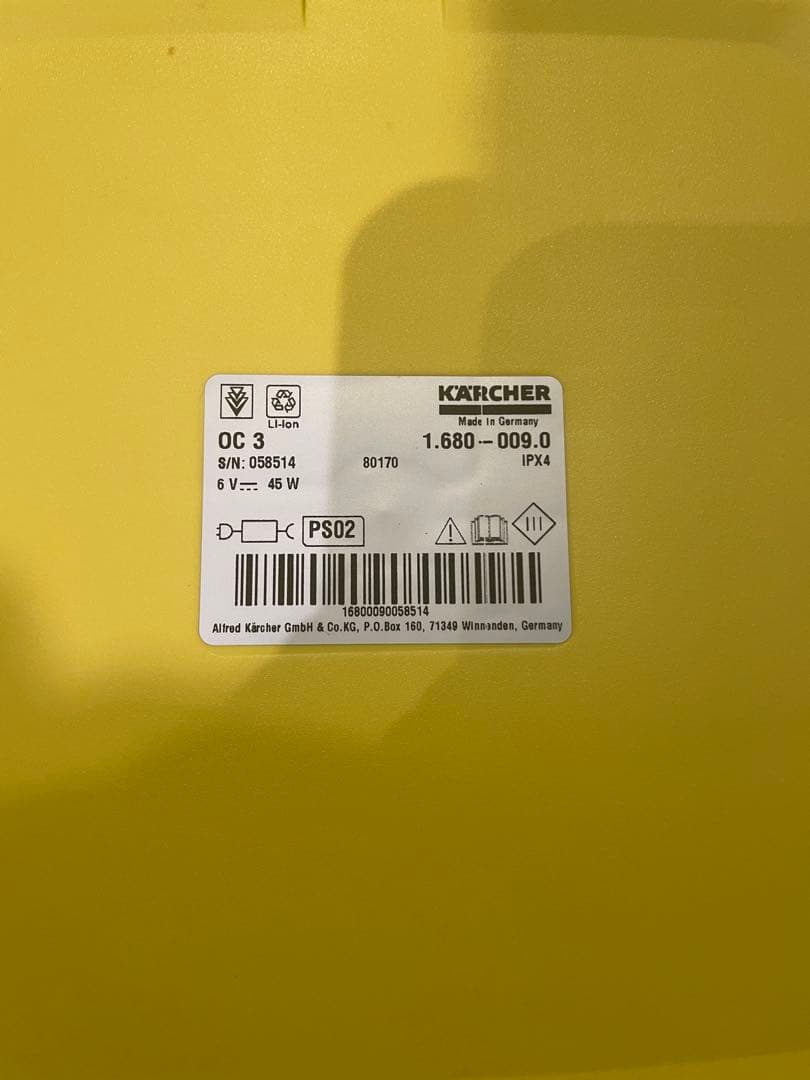 KÄRCHER
Li-Ion
Made in Germany
OC 3 1.680-009.0
S/N: 058514 80170 IPX4
6 V 45 W
PS02
16800090058514
Alfred Kärcher GmbH & Co.KG, P.O.Box 160, 71349 Winnenden, Germany